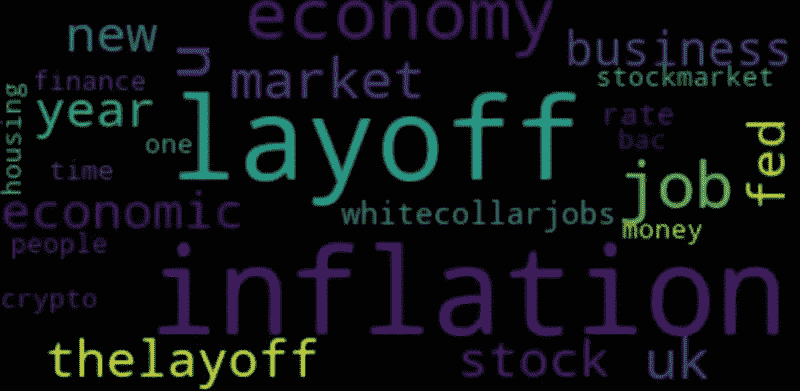 economy
new
u
business
finance
market
stockmarket
year
layoff
rate
housing
one
bac
fed
time
job
economic
whitecollarjobs
people
money
inflation
crypto
thelayoff
stock
uk